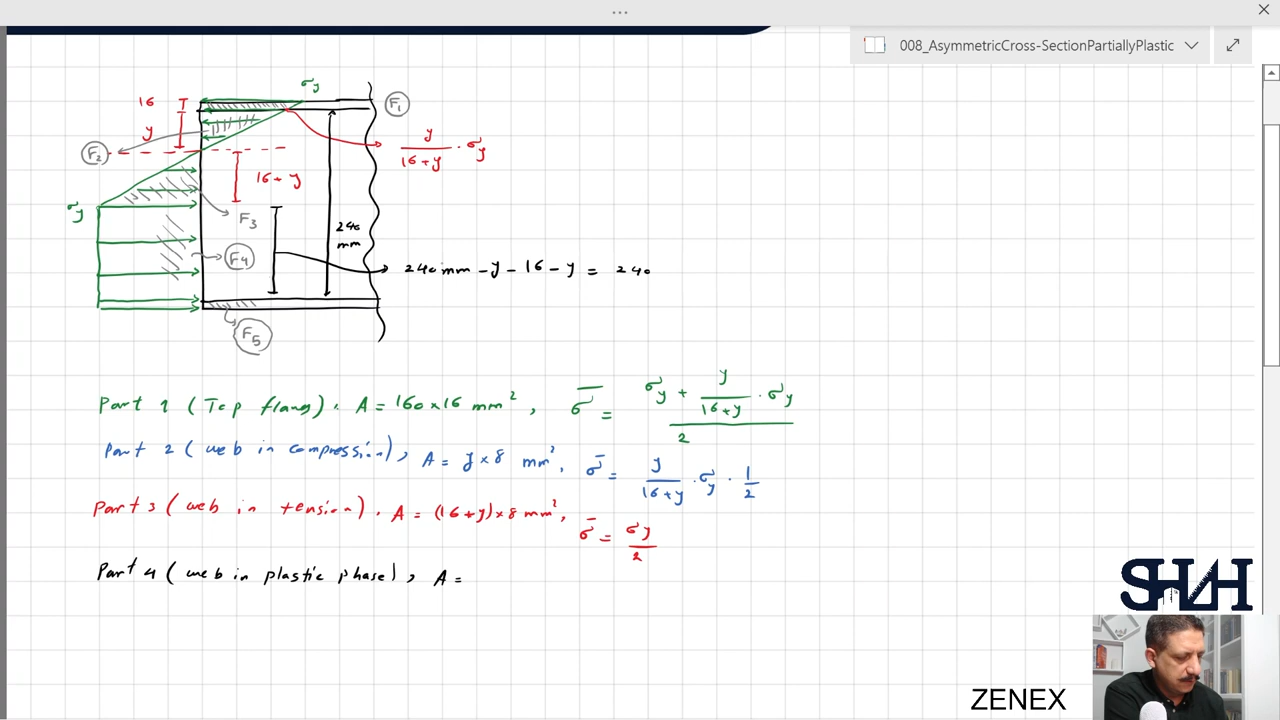 008_AsymmetricCross-SectionPartiallyPlastic
σy
16
F1
y
F2
y/(16+y) · σy
16+y
σy
F3
240 mm
F4
240 mm - y - 16 - y = 240
F5
Part 1 (Top flang), A = 160 × 16 mm², σ̄ = (σy + y/(16+y) · σy)/2
Part 2 (web in compression), A = y × 8 mm², σ̄ = y/(16+y) · σy · 1/2
Part 3 (web in tension), A = (16+y) × 8 mm², σ̄ = σy/2
Part 4 (web in plastic phase), A =
SHLH
ZENEX